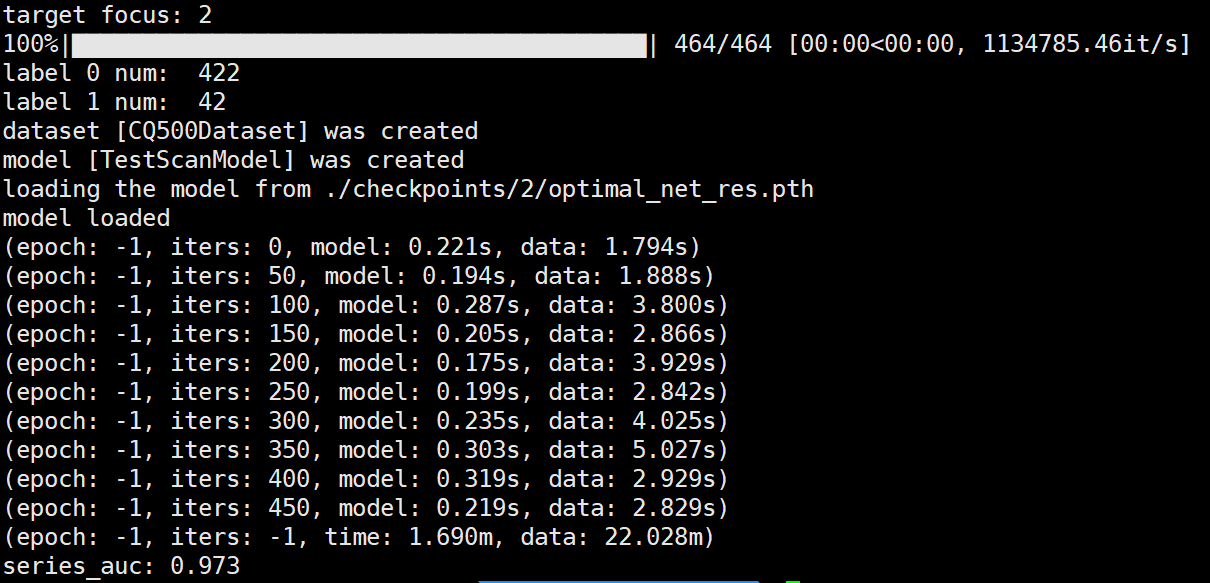 target focus: 2
100%|██████████████████████████████████████████| 464/464 [00:00<00:00, 1134785.46it/s]
label 0 num:  422
label 1 num:  42
dataset [CQ500Dataset] was created
model [TestScanModel] was created
loading the model from ./checkpoints/2/optimal_net_res.pth
model loaded
(epoch: -1, iters: 0, model: 0.221s, data: 1.794s)
(epoch: -1, iters: 50, model: 0.194s, data: 1.888s)
(epoch: -1, iters: 100, model: 0.287s, data: 3.800s)
(epoch: -1, iters: 150, model: 0.205s, data: 2.866s)
(epoch: -1, iters: 200, model: 0.175s, data: 3.929s)
(epoch: -1, iters: 250, model: 0.199s, data: 2.842s)
(epoch: -1, iters: 300, model: 0.235s, data: 4.025s)
(epoch: -1, iters: 350, model: 0.303s, data: 5.027s)
(epoch: -1, iters: 400, model: 0.319s, data: 2.929s)
(epoch: -1, iters: 450, model: 0.219s, data: 2.829s)
(epoch: -1, iters: -1, time: 1.690m, data: 22.028m)
series_auc: 0.973